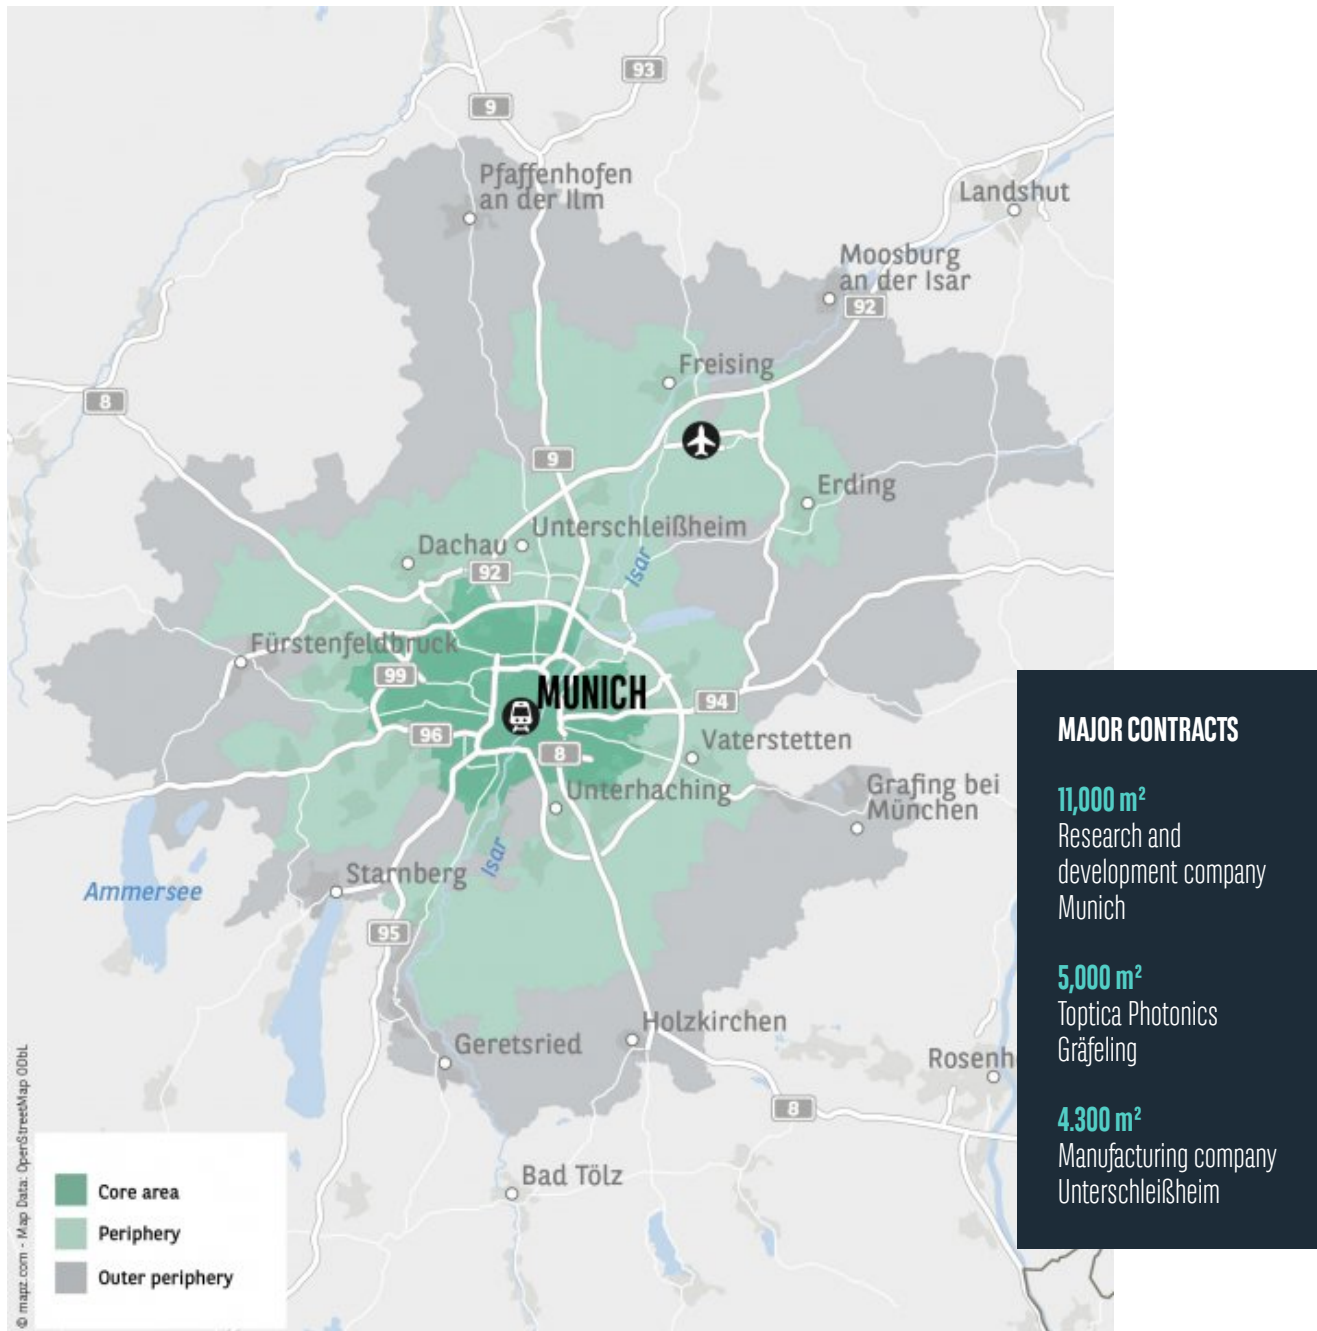 93
9
Pfaffenhofen
an der Ilm
Landshut
Moosburg
an der Isar
92
Freising
8
9
Erding
Unterschleißheim
Dachau
92
Isar
Fürstenfeldbruck
99
MUNICH
94
96
8
Vaterstetten
Unterhaching
Grafing bei
München
Isar
Starnberg
Ammersee
95
Holzkirchen
Geretsried
Rosenh
8
Bad Tölz
Core area
Periphery
Outer periphery
© mapz.com - Map Data: OpenStreetMap ODbL
MAJOR CONTRACTS
11,000 m²
Research and
development company
Munich
5,000 m²
Toptica Photonics
Gräfeling
4.300 m²
Manufacturing company
Unterschleißheim